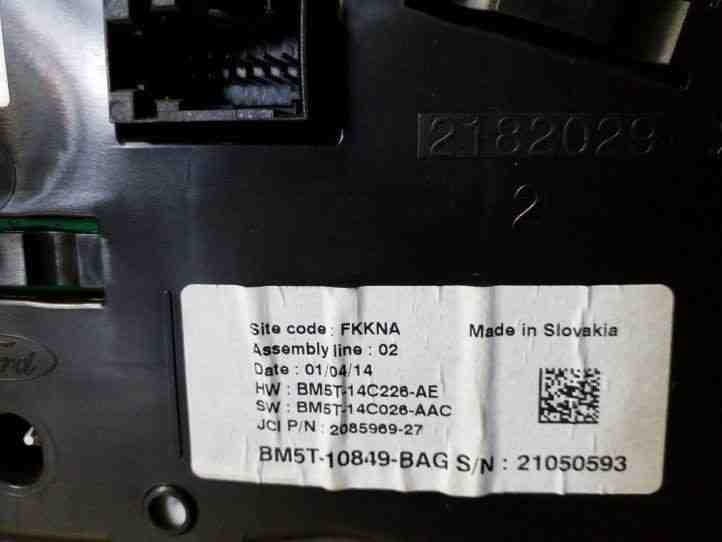 2182029
2
Site code : FKKNA
Made in Slovakia
Assembly line : 02
Date : 01/04/14
HW : BM5T-14C226-AE
SW : BM5T-14C026-AAC
JCI P/N : 2085969-27
BM5T-10849-BAG S/N : 21050593
Ford